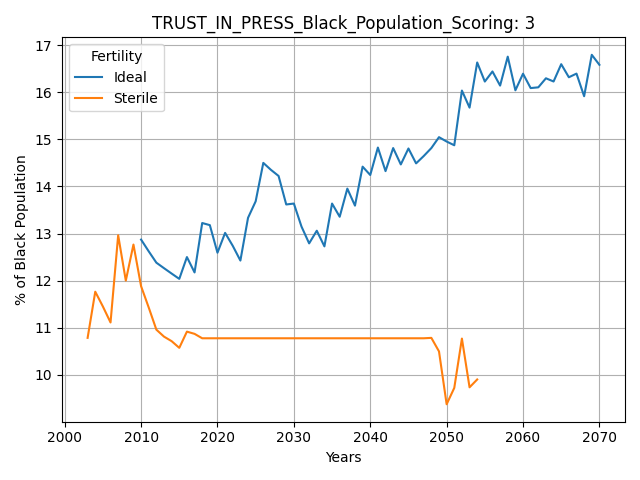 TRUST_IN_PRESS_Black_Population_Scoring: 3
17
16
15
14
13
12
11
10
% of Black Population
Fertility
Ideal
Sterile
2000 2010 2020 2030 2040 2050 2060 2070
Years